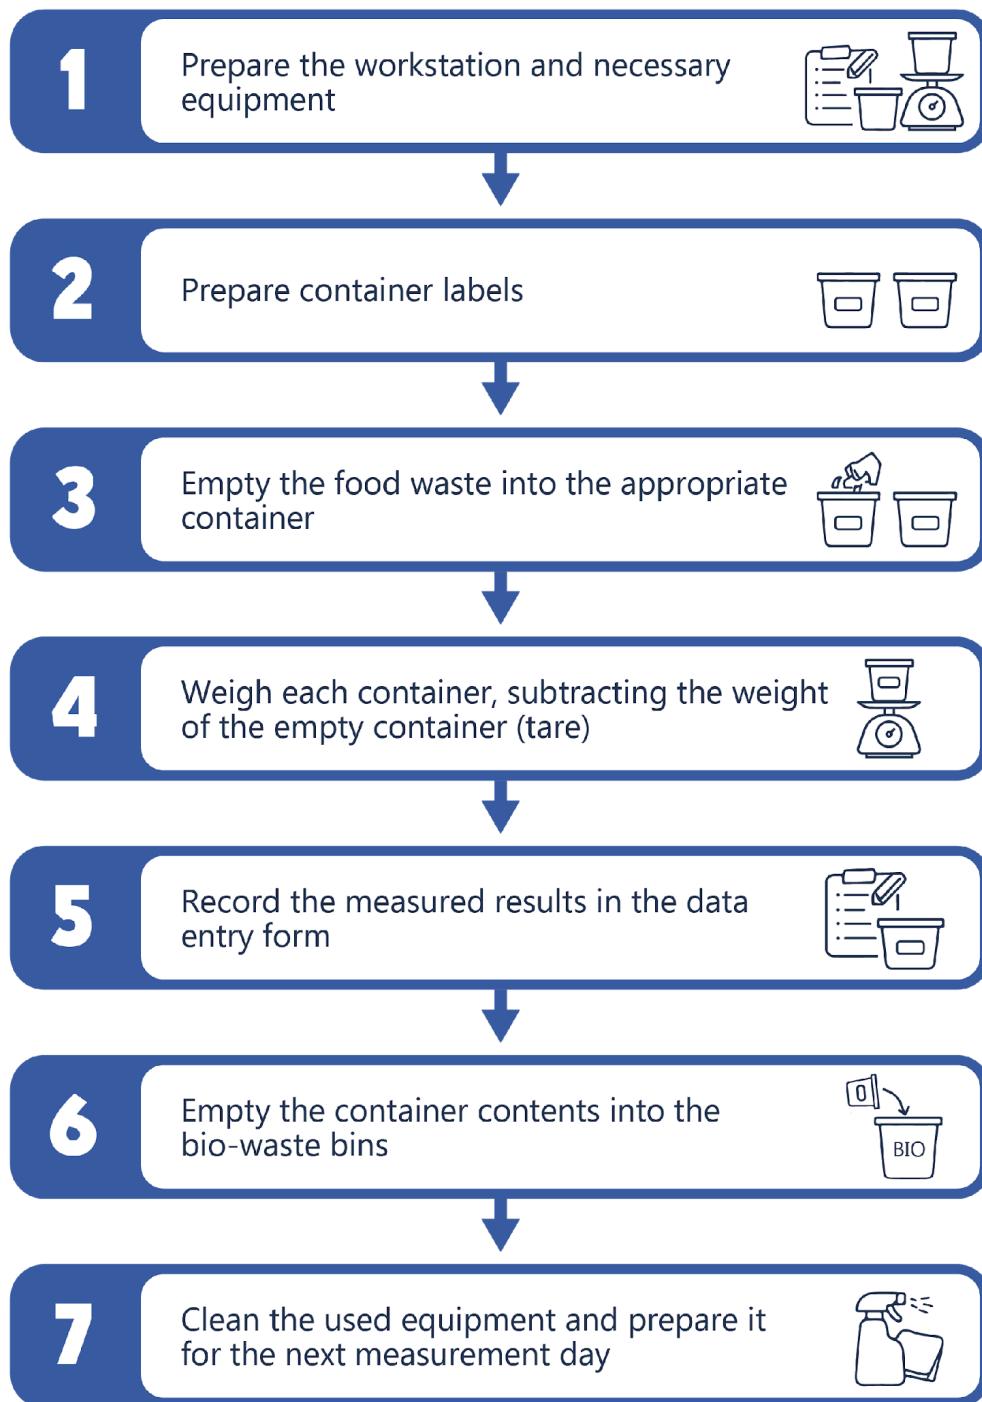 1
Prepare the workstation and necessary
equipment
2
Prepare container labels
3
Empty the food waste into the appropriate
container
4
Weigh each container, subtracting the weight
of the empty container (tare)
5
Record the measured results in the data
entry form
6
Empty the container contents into the
bio-waste bins
BIO
7
Clean the used equipment and prepare it
for the next measurement day